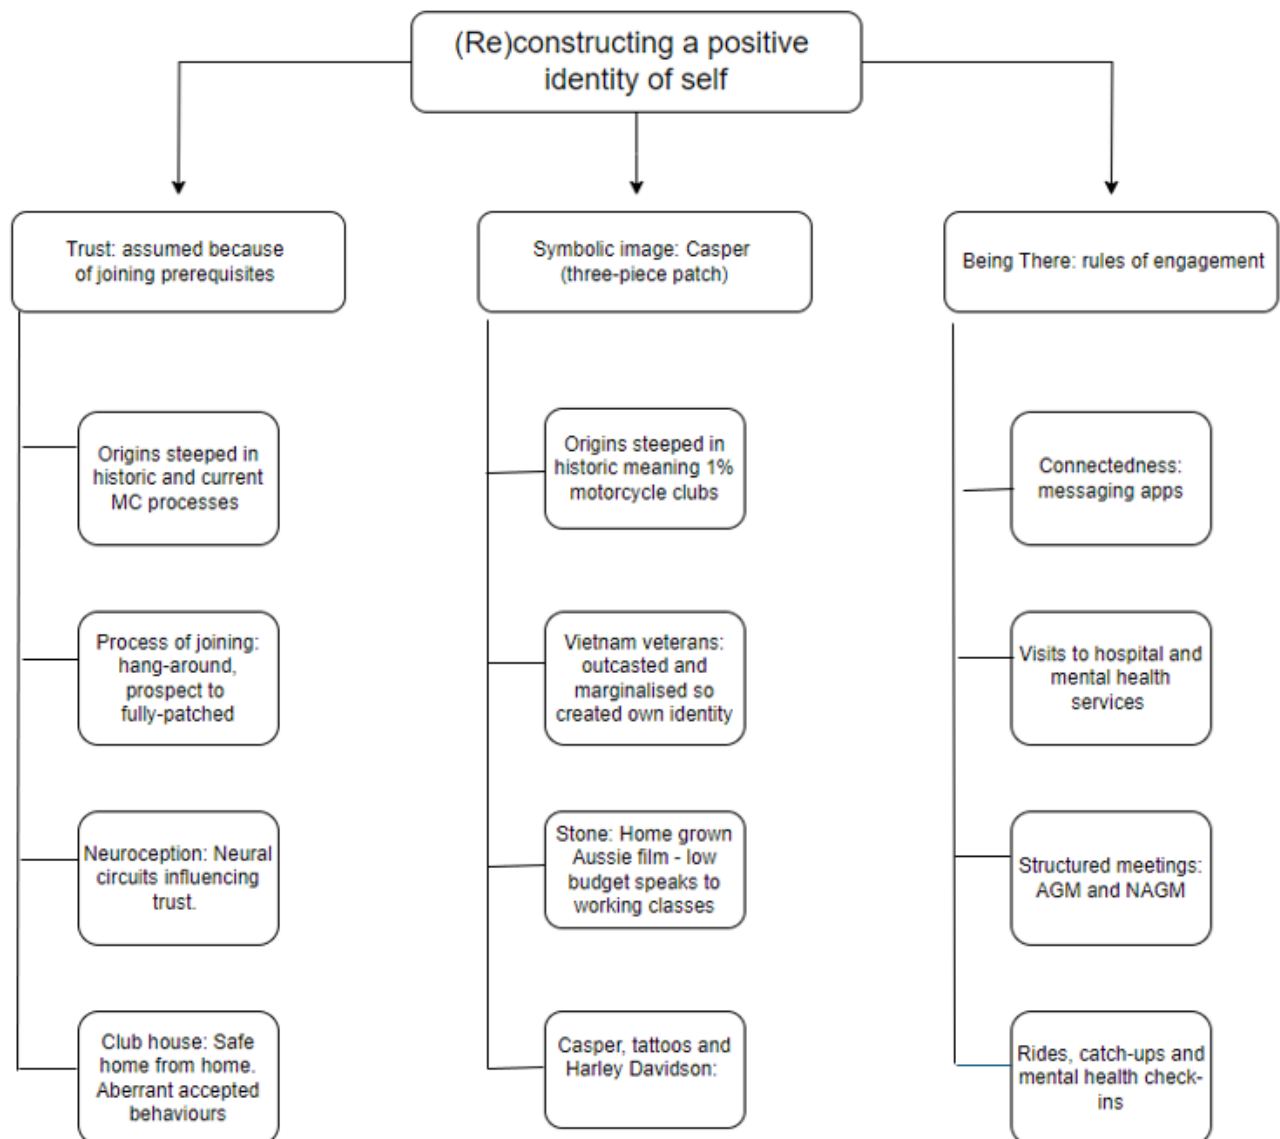 (Re)constructing a positive
identity of self
Trust: assumed because
of joining prerequisites
Symbolic image: Casper
(three-piece patch)
Being There: rules of engagement
Origins steeped in
historic and current
MC processes
Process of joining:
hang-around,
prospect to
fully-patched
Neuroception: Neural
circuits influencing
trust.
Club house: Safe
home from home.
Aberrant accepted
behaviours
Origins steeped in
historic meaning 1%
motorcycle clubs
Vietnam veterans:
outcasted and
marginalised so
created own identity
Stone: Home grown
Aussie film - low
budget speaks to
working classes
Casper, tattoos and
Harley Davidson:
Connectedness:
messaging apps
Visits to hospital and
mental health
services
Structured meetings:
AGM and NAGM
Rides, catch-ups and
mental health check-
ins